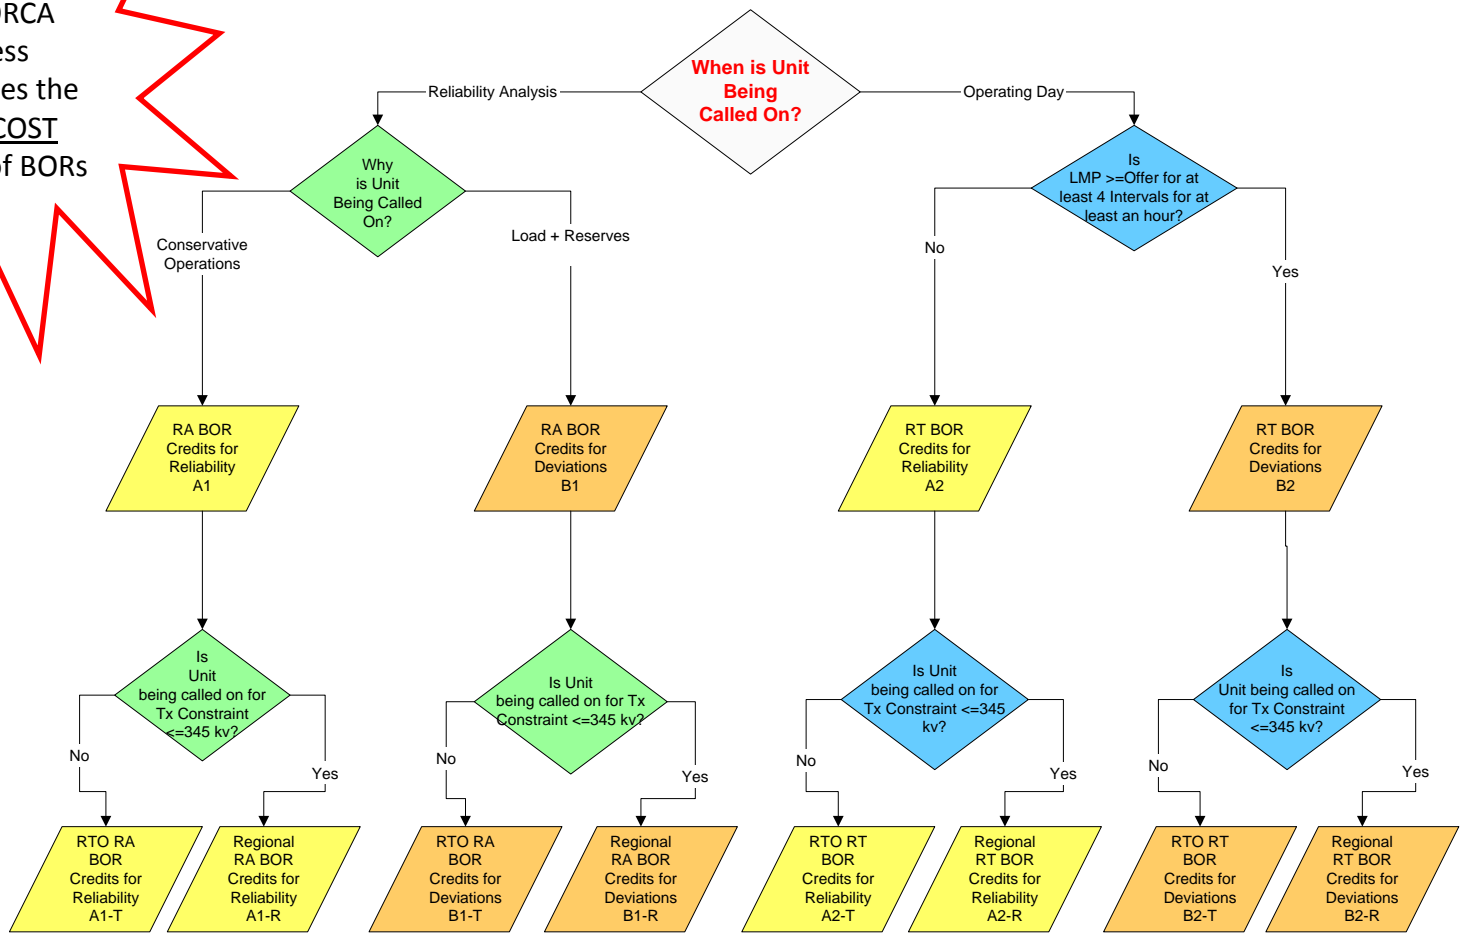 ORCA
ess
es the
COST
of BORs
When is Unit
Being
Called On?
Reliability Analysis
Operating Day
Why
is Unit
Being Called
On?
Is
LMP >=Offer for at
least 4 Intervals for at
least an hour?
Conservative
Operations
Load + Reserves
No
Yes
RA BOR
Credits for
Reliability
A1
RA BOR
Credits for
Deviations
B1
RT BOR
Credits for
Reliability
A2
RT BOR
Credits for
Deviations
B2
Is
Unit
being called on for
Tx Constraint
<=345 kv?
Is Unit
being called on for Tx
Constraint <=345 kv?
Is Unit
being called on for
Tx Constraint <=345
kv?
Is
Unit being called on
for Tx Constraint
<=345 kv?
No
Yes
No
Yes
No
Yes
No
Yes
RTO RA
BOR
Credits for
Reliability
A1-T
Regional
RA BOR
Credits for
Reliability
A1-R
RTO RA
BOR
Credits for
Deviations
B1-T
Regional
RA BOR
Credits for
Deviations
B1-R
RTO RT
BOR
Credits for
Reliability
A2-T
Regional
RT BOR
Credits for
Reliability
A2-R
RTO RT
BOR
Credits for
Deviations
B2-T
Regional
RT BOR
Credits for
Deviations
B2-R